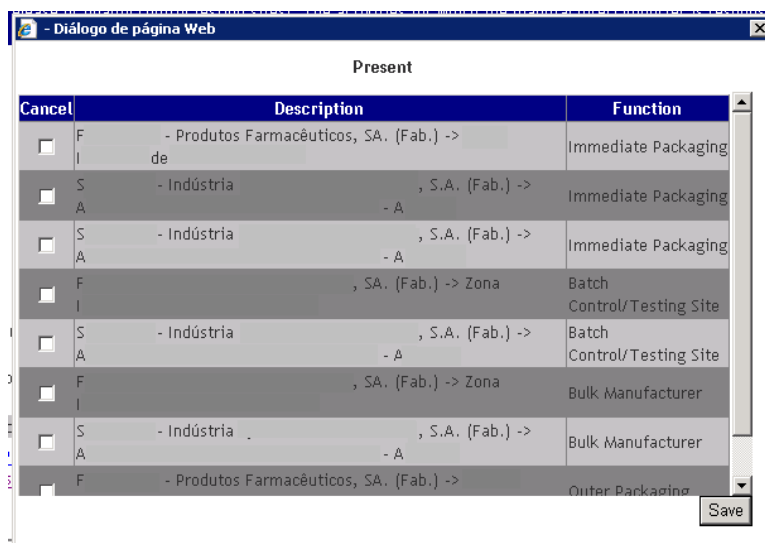 - Diálogo de página Web
Present
Cancel Description Function
F - Produtos Farmacêuticos, SA. (Fab.) ->
I de
Immediate Packaging
S - Indústria , S.A. (Fab.) ->
A - A
Immediate Packaging
S - Indústria , S.A. (Fab.) ->
A - A
Immediate Packaging
F , SA. (Fab.) -> Zona
I
Batch
Control/Testing Site
S - Indústria , S.A. (Fab.) ->
A - A
Batch
Control/Testing Site
F , SA. (Fab.) -> Zona
I
Bulk Manufacturer
S - Indústria , S.A. (Fab.) ->
A - A
Bulk Manufacturer
F - Produtos Farmacêuticos, SA. (Fab.) ->
Outer Packaging
Save